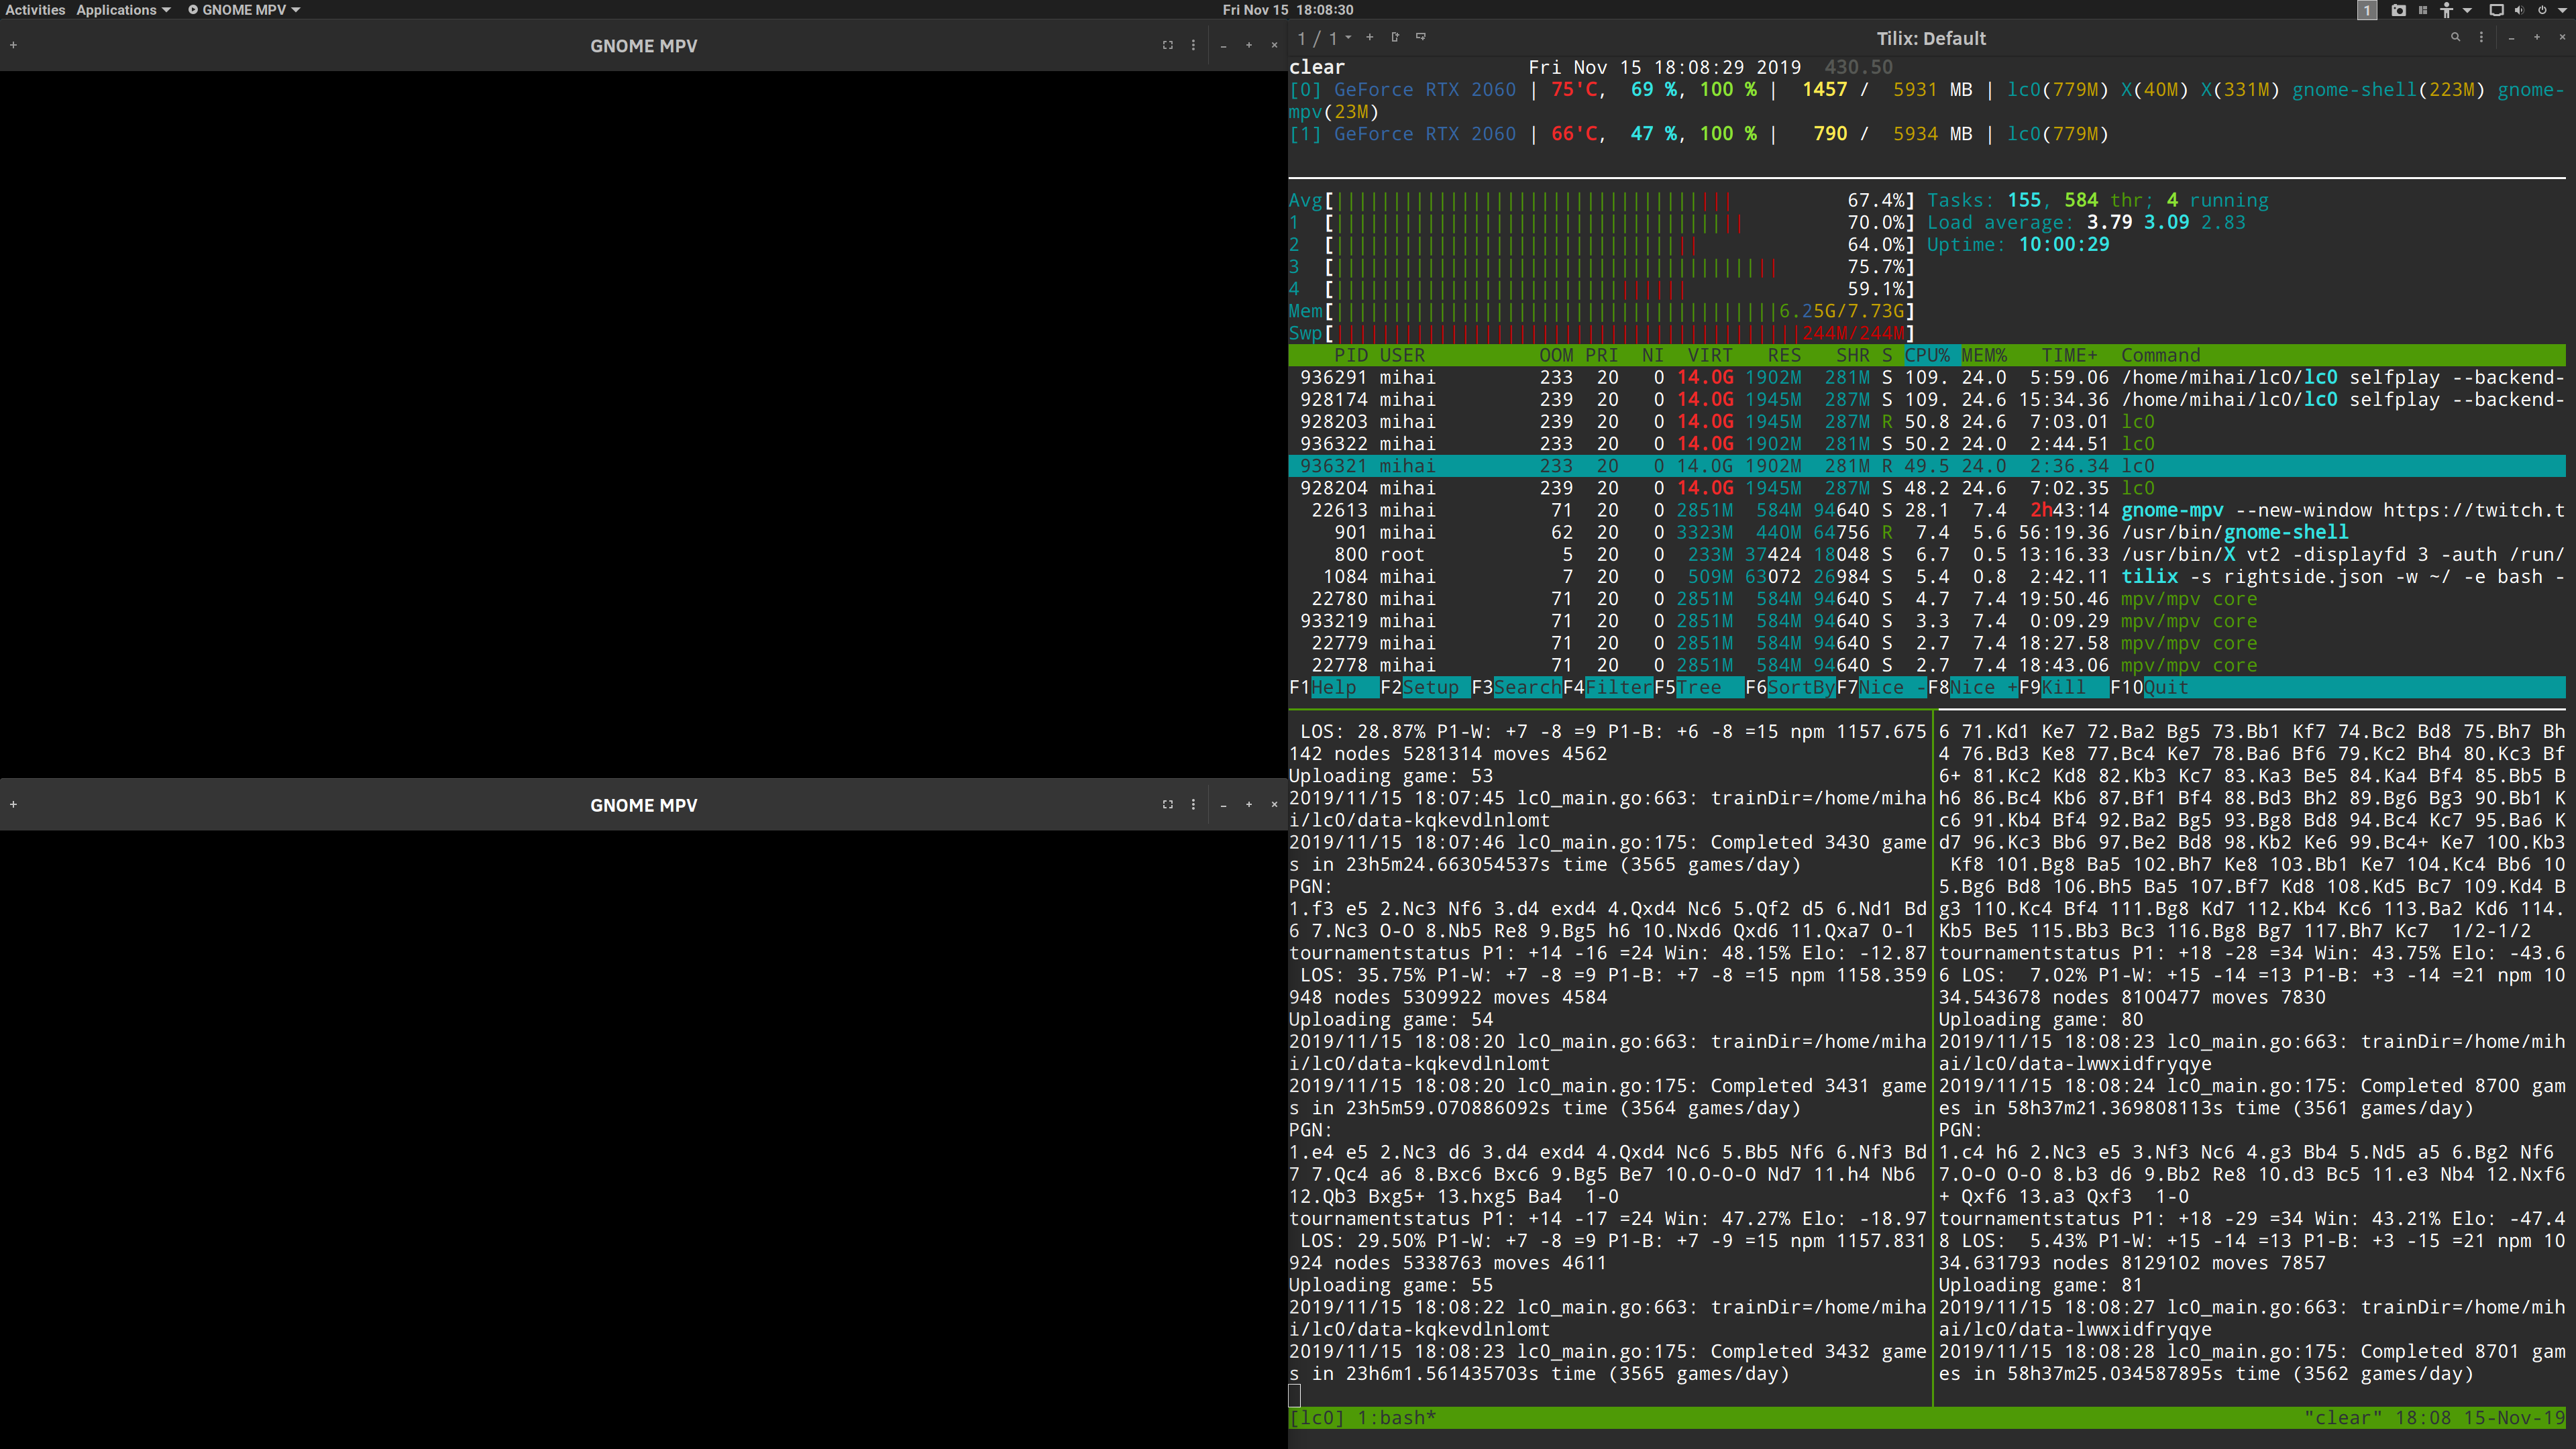 Activities Applications GNOME MPV Fri Nov 15 18:08:30 1
GNOME MPV
GNOME MPV
1 / 1 Tilix: Default
clear Fri Nov 15 18:08:29 2019 430.50
[0] GeForce RTX 2060 | 75'C, 69 %, 100 % | 1457 / 5931 MB | lc0(779M) X(40M) X(331M) gnome-shell(223M) gnome-
mpv(23M)
[1] GeForce RTX 2060 | 66'C, 47 %, 100 % | 790 / 5934 MB | lc0(779M)
Avg[ 67.4%] Tasks: 155, 584 thr; 4 running
1 [ 70.0%] Load average: 3.79 3.09 2.83
2 [ 64.0%] Uptime: 10:00:29
3 [ 75.7%]
4 [ 59.1%]
Mem[ 6.25G/7.73G]
Swp[ 244M/244M]
PID USER OOM PRI NI VIRT RES SHR S CPU% MEM% TIME+ Command
936291 mihai 233 20 0 14.0G 1902M 281M S 109. 24.0 5:59.06 /home/mihai/lc0/lc0 selfplay --backend-
928174 mihai 239 20 0 14.0G 1945M 287M S 109. 24.6 15:34.36 /home/mihai/lc0/lc0 selfplay --backend-
928203 mihai 239 20 0 14.0G 1945M 287M R 50.8 24.6 7:03.01 lc0
936322 mihai 233 20 0 14.0G 1902M 281M S 50.2 24.0 2:44.51 lc0
936321 mihai 233 20 0 14.0G 1902M 281M R 49.5 24.0 2:36.34 lc0
928204 mihai 239 20 0 14.0G 1945M 287M S 48.2 24.6 7:02.35 lc0
22613 mihai 71 20 0 2851M 584M 94640 S 28.1 7.4 2h43:14 gnome-mpv --new-window https://twitch.t
901 mihai 62 20 0 3323M 440M 64756 R 7.4 5.6 56:19.36 /usr/bin/gnome-shell
800 root 5 20 0 233M 37424 18048 S 6.7 0.5 13:16.33 /usr/bin/X vt2 -displayfd 3 -auth /run/
1084 mihai 7 20 0 509M 63072 26984 S 5.4 0.8 2:42.11 tilix -s rightside.json -w ~/ -e bash -
22780 mihai 71 20 0 2851M 584M 94640 S 4.7 7.4 19:50.46 mpv/mpv core
933219 mihai 71 20 0 2851M 584M 94640 S 3.3 7.4 0:09.29 mpv/mpv core
22779 mihai 71 20 0 2851M 584M 94640 S 2.7 7.4 18:27.58 mpv/mpv core
22778 mihai 71 20 0 2851M 584M 94640 S 2.7 7.4 18:43.06 mpv/mpv core
F1Help F2Setup F3SearchF4FilterF5Tree F6SortByF7Nice -F8Nice +F9Kill F10Quit
LOS: 28.87% P1-W: +7 -8 =9 P1-B: +6 -8 =15 npm 1157.675
142 nodes 5281314 moves 4562
Uploading game: 53
2019/11/15 18:07:45 lc0_main.go:663: trainDir=/home/miha
i/lc0/data-kqkevdlnlomt
2019/11/15 18:07:46 lc0_main.go:175: Completed 3430 game
s in 23h5m24.663054537s time (3565 games/day)
PGN:
1.f3 e5 2.Nc3 Nf6 3.d4 exd4 4.Qxd4 Nc6 5.Qf2 d5 6.Nd1 Bd
6 7.Nc3 O-O 8.Nb5 Re8 9.Bg5 h6 10.Nxd6 Qxd6 11.Qxa7 0-1
tournamentstatus P1: +14 -16 =24 Win: 48.15% Elo: -12.87
LOS: 35.75% P1-W: +7 -8 =9 P1-B: +7 -8 =15 npm 1158.359
948 nodes 5309922 moves 4584
Uploading game: 54
2019/11/15 18:08:20 lc0_main.go:663: trainDir=/home/miha
i/lc0/data-kqkevdlnlomt
2019/11/15 18:08:20 lc0_main.go:175: Completed 3431 game
s in 23h5m59.070886092s time (3564 games/day)
PGN:
1.e4 e5 2.Nc3 d6 3.d4 exd4 4.Qxd4 Nc6 5.Bb5 Nf6 6.Nf3 Bd
7 7.Qc4 a6 8.Bxc6 Bxc6 9.Bg5 Be7 10.O-O-O Nd7 11.h4 Nb6
12.Qb3 Bxg5+ 13.hxg5 Ba4 1-0
tournamentstatus P1: +14 -17 =24 Win: 47.27% Elo: -18.97
LOS: 29.50% P1-W: +7 -8 =9 P1-B: +7 -9 =15 npm 1157.831
924 nodes 5338763 moves 4611
Uploading game: 55
2019/11/15 18:08:22 lc0_main.go:663: trainDir=/home/miha
i/lc0/data-kqkevdlnlomt
2019/11/15 18:08:23 lc0_main.go:175: Completed 3432 game
s in 23h6m1.561435703s time (3565 games/day)
6 71.Kd1 Ke7 72.Ba2 Bg5 73.Bb1 Kf7 74.Bc2 Bd8 75.Bh7 Bh
4 76.Bd3 Ke8 77.Bc4 Ke7 78.Ba6 Bf6 79.Kc2 Bh4 80.Kc3 Bf
6+ 81.Kc2 Kd8 82.Kb3 Kc7 83.Ka3 Be5 84.Ka4 Bf4 85.Bb5 B
h6 86.Bc4 Kb6 87.Bf1 Bf4 88.Bd3 Bh2 89.Bg6 Bg3 90.Bb1 K
c6 91.Kb4 Bf4 92.Ba2 Bg5 93.Bg8 Bd8 94.Bc4 Kc7 95.Ba6 K
d7 96.Kc3 Bb6 97.Be2 Bd8 98.Kb2 Ke6 99.Bc4+ Ke7 100.Kb3
Kf8 101.Bg8 Ba5 102.Bh7 Ke8 103.Bb1 Ke7 104.Kc4 Bb6 10
5.Bg6 Bd8 106.Bh5 Ba5 107.Bf7 Kd8 108.Kd5 Bc7 109.Kd4 B
g3 110.Kc4 Bf4 111.Bg8 Kd7 112.Kb4 Kc6 113.Ba2 Kd6 114.
Kb5 Be5 115.Bb3 Bc3 116.Bg8 Bg7 117.Bh7 Kc7 1/2-1/2
tournamentstatus P1: +18 -28 =34 Win: 43.75% Elo: -43.6
6 LOS: 7.02% P1-W: +15 -14 =13 P1-B: +3 -14 =21 npm 10
34.543678 nodes 8100477 moves 7830
Uploading game: 80
2019/11/15 18:08:23 lc0_main.go:663: trainDir=/home/mih
ai/lc0/data-lwwxidfryqye
2019/11/15 18:08:24 lc0_main.go:175: Completed 8700 gam
es in 58h37m21.369808113s time (3561 games/day)
PGN:
1.c4 h6 2.Nc3 e5 3.Nf3 Nc6 4.g3 Bb4 5.Nd5 a5 6.Bg2 Nf6
7.O-O O-O 8.b3 d6 9.Bb2 Re8 10.d3 Bc5 11.e3 Nb4 12.Nxf6
+ Qxf6 13.a3 Qxf3 1-0
tournamentstatus P1: +18 -29 =34 Win: 43.21% Elo: -47.4
8 LOS: 5.43% P1-W: +15 -14 =13 P1-B: +3 -15 =21 npm 10
34.631793 nodes 8129102 moves 7857
Uploading game: 81
2019/11/15 18:08:27 lc0_main.go:663: trainDir=/home/mih
ai/lc0/data-lwwxidfryqye
2019/11/15 18:08:28 lc0_main.go:175: Completed 8701 gam
es in 58h37m25.034587895s time (3562 games/day)
[lc0] 1:bash* "clear" 18:08 15-Nov-19